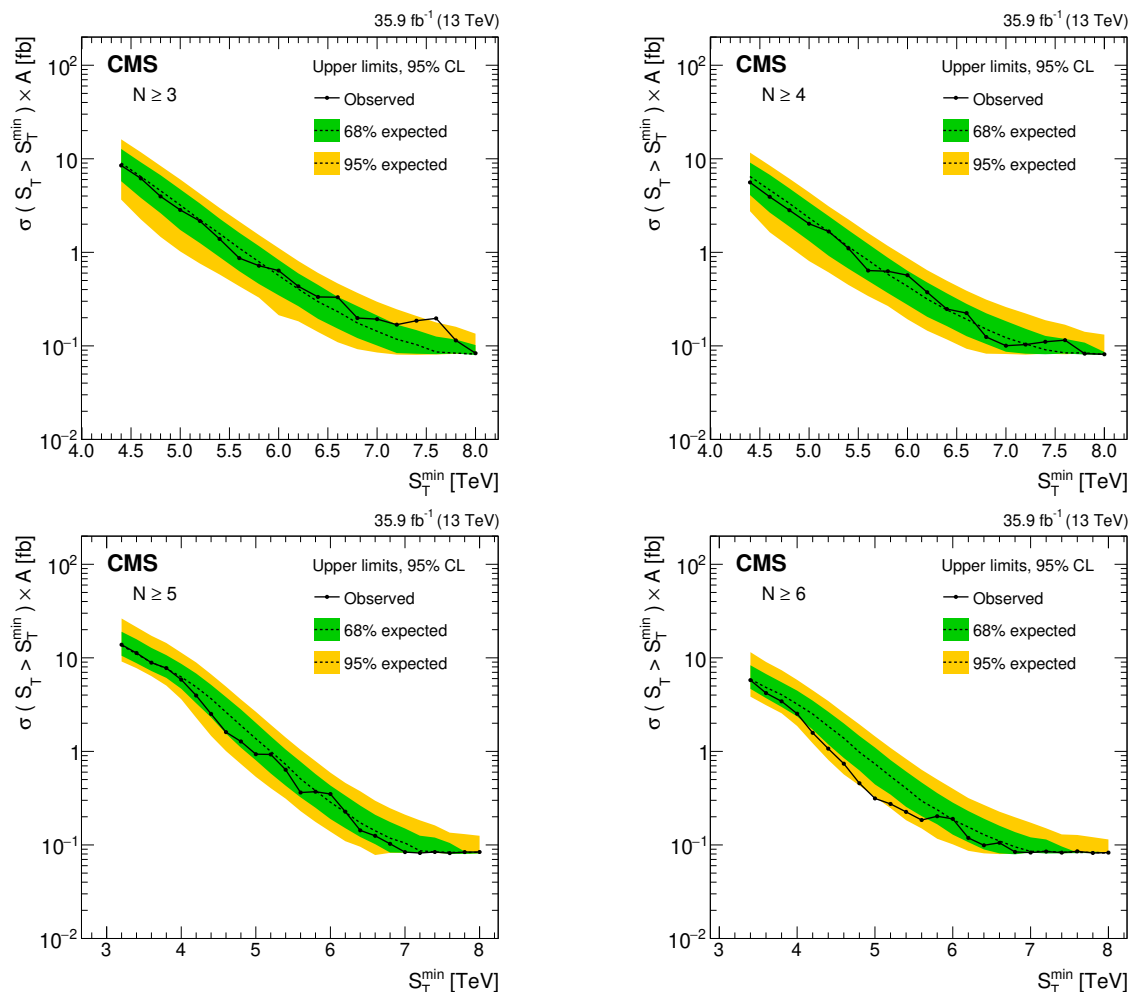 35.9 fb⁻¹ (13 TeV)
σ ( S_T > S_T^min ) × A [fb]
CMS
N ≥ 3
Upper limits, 95% CL
Observed
68% expected
95% expected
10²
10
1
10⁻¹
10⁻²
4.0 4.5 5.0 5.5 6.0 6.5 7.0 7.5 8.0
S_T^min [TeV]
35.9 fb⁻¹ (13 TeV)
σ ( S_T > S_T^min ) × A [fb]
CMS
N ≥ 4
Upper limits, 95% CL
Observed
68% expected
95% expected
10²
10
1
10⁻¹
10⁻²
4.0 4.5 5.0 5.5 6.0 6.5 7.0 7.5 8.0
S_T^min [TeV]
35.9 fb⁻¹ (13 TeV)
σ ( S_T > S_T^min ) × A [fb]
CMS
N ≥ 5
Upper limits, 95% CL
Observed
68% expected
95% expected
10²
10
1
10⁻¹
10⁻²
3 4 5 6 7 8
S_T^min [TeV]
35.9 fb⁻¹ (13 TeV)
σ ( S_T > S_T^min ) × A [fb]
CMS
N ≥ 6
Upper limits, 95% CL
Observed
68% expected
95% expected
10²
10
1
10⁻¹
10⁻²
3 4 5 6 7 8
S_T^min [TeV]